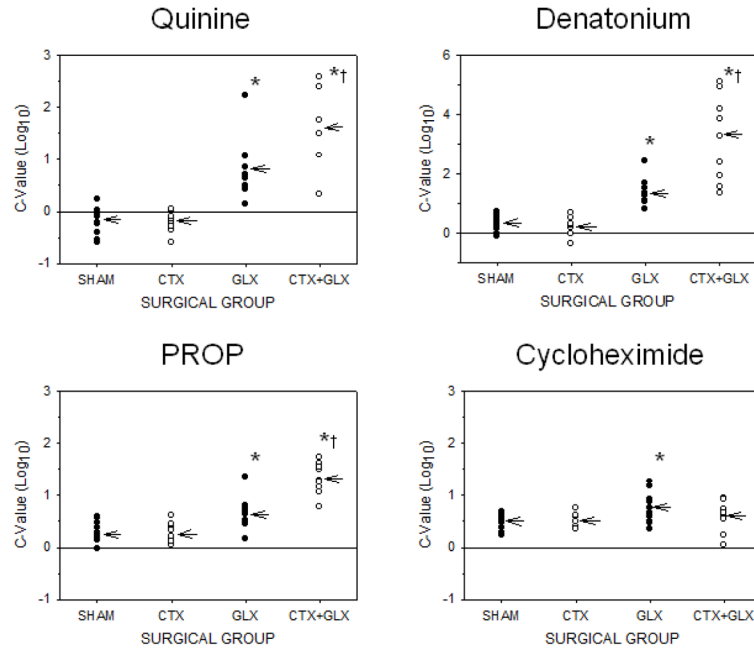 Quinine
3
2
1
0
-1
C-Value (Log10)
*
*†
SHAM CTX GLX CTX+GLX
SURGICAL GROUP
Denatonium
6
4
2
0
C-Value (Log10)
*
*†
SHAM CTX GLX CTX+GLX
SURGICAL GROUP
PROP
3
2
1
0
-1
C-Value (Log10)
*
*†
SHAM CTX GLX CTX+GLX
SURGICAL GROUP
Cycloheximide
3
2
1
0
-1
C-Value (Log10)
*
SHAM CTX GLX CTX+GLX
SURGICAL GROUP